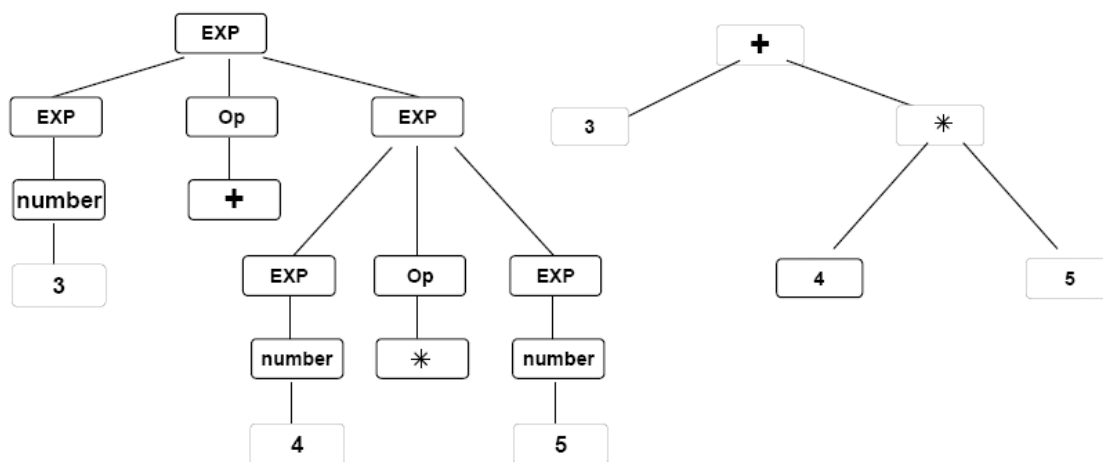 EXP
+
EXP Op EXP
3 *
number +
3
EXP Op EXP
4 5
number * number
4 5